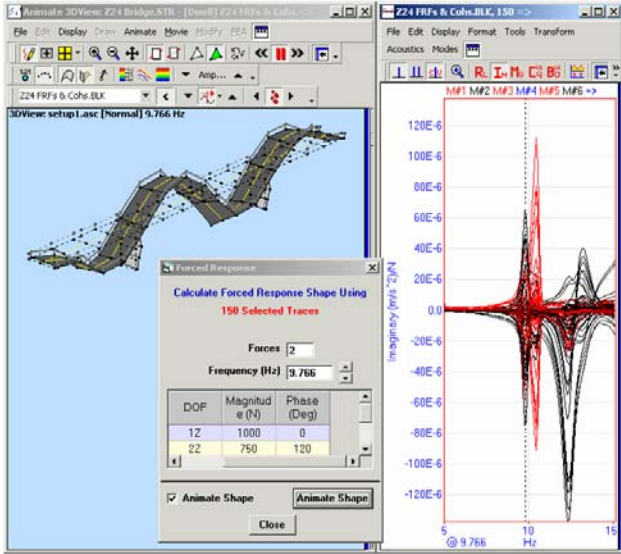 Animate 3DView: Z24 Bridge.STR - [Dwell] Z24 FRFs & Cohs.
File Edit Display Draw Animate Movie Modify FEA
Amp...
Z24 FRFs & Cohs.BLK
3DView: setup1.asc [Normal] 9.766 Hz
Forced Response
Calculate Forced Response Shape Using
150 Selected Traces
Forces 2
Frequency (Hz) 9.766
DOF Magnitud e (N) Phase (Deg)
1Z 1000 0
2Z 750 120
Animate Shape Animate Shape
Close
Z24 FRFs & Cohs.BLK, 150 =>
File Edit Display Format Tools Transform
Acoustics Modes
M#1 M#2 M#3 M#4 M#5 M#6 =>
120E-6
100E-6
80E-6
60E-6
40E-6
20E-6
0.0
-20E-6
-40E-6
-60E-6
-80E-6
-100E-6
-120E-6
Imaginary (m/s^2)/N
5 10 15
@ 9.766 Hz